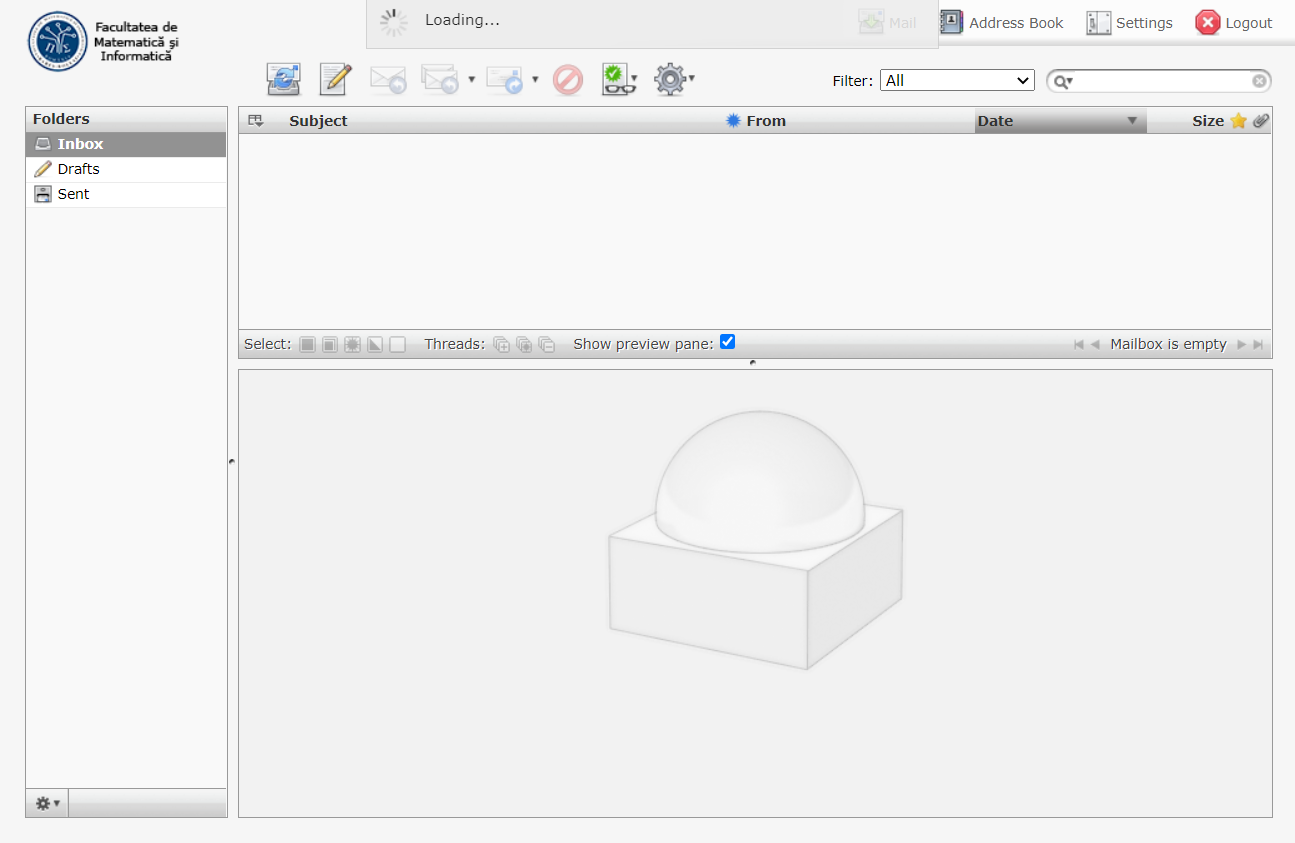 Facultatea de
Matematică și
Informatică
Loading...
Mail
Address Book
Settings
Logout
Filter: All
Folders
Inbox
Drafts
Sent
Subject From Date Size
Select: Threads: Show preview pane: Mailbox is empty